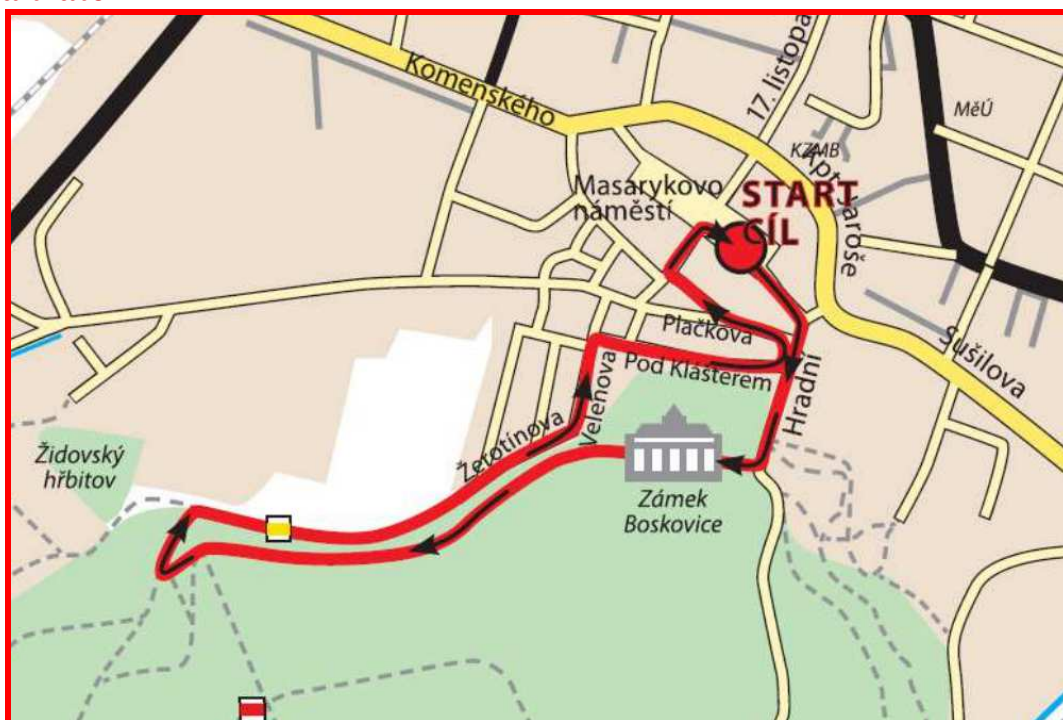 Komenského
17. listopa
MěÚ
KZMB
Masarykovo
náměstí
START
CÍL
Plačkova
Pod Klášterem
Hradní
Sušilova
Velenova
Žerotínova
Židovský
hřbitov
Zámek
Boskovice